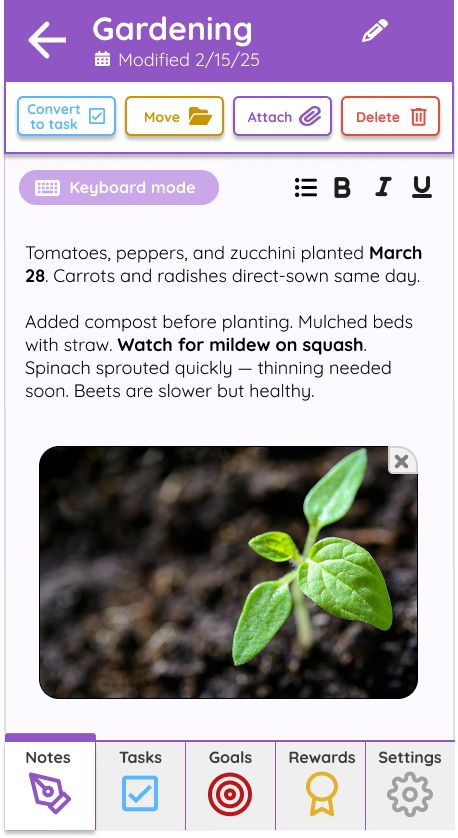 Gardening
Modified 2/15/25
Convert
to task
Move
Attach
Delete
Keyboard mode
B I U
Tomatoes, peppers, and zucchini planted March
28. Carrots and radishes direct-sown same day.
Added compost before planting. Mulched beds
with straw. Watch for mildew on squash.
Spinach sprouted quickly — thinning needed
soon. Beets are slower but healthy.
Notes Tasks Goals Rewards Settings